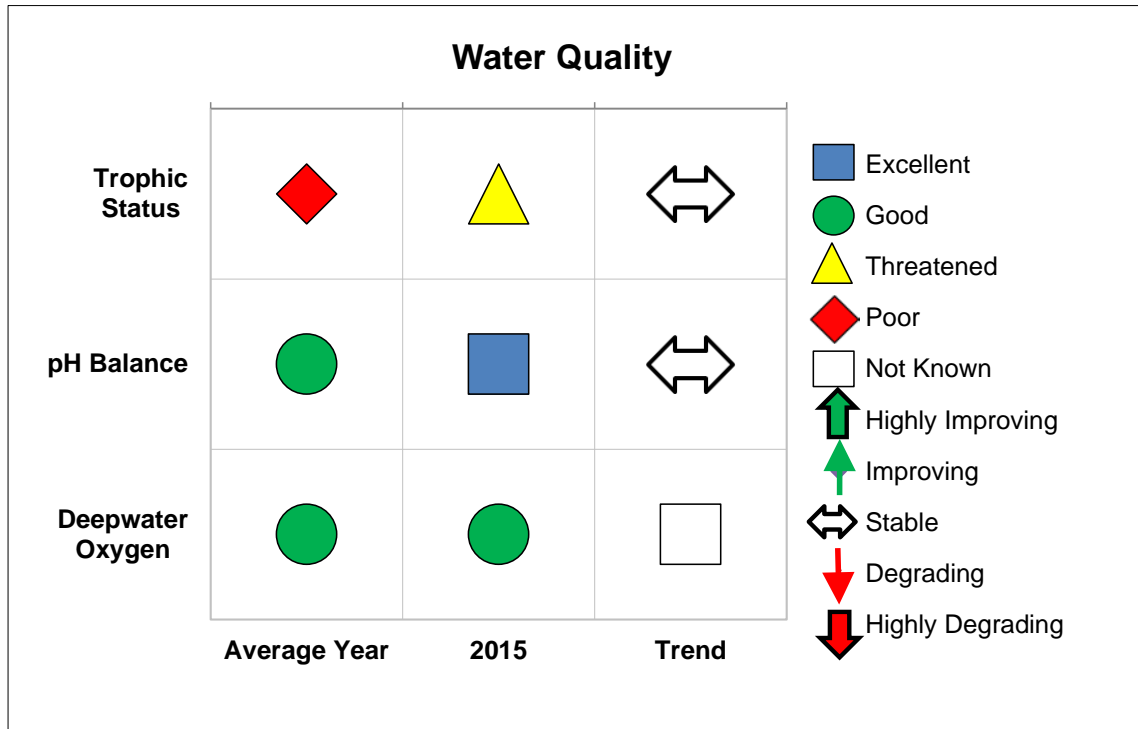 Water Quality
Trophic
Status
pH Balance
Deepwater
Oxygen
Average Year
2015
Trend
Excellent
Good
Threatened
Poor
Not Known
Highly Improving
Improving
Stable
Degrading
Highly Degrading